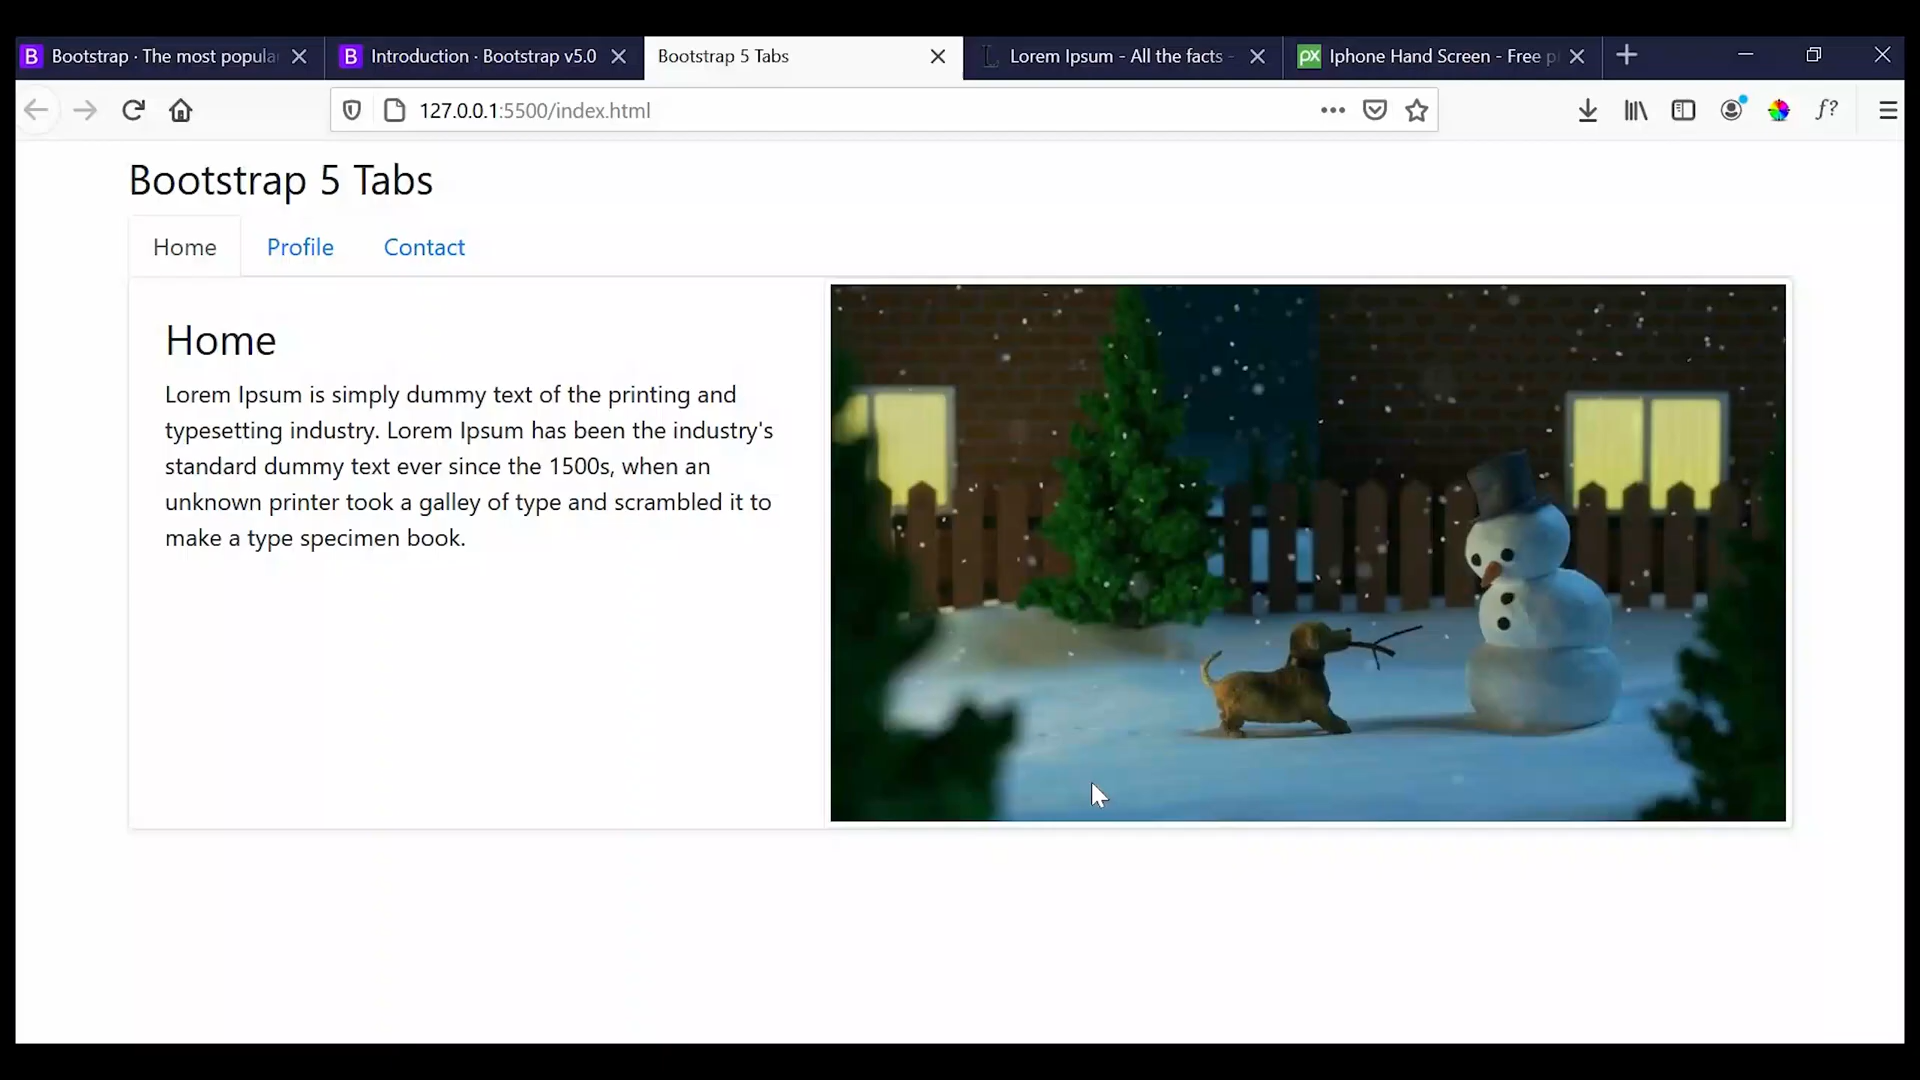 Bootstrap · The most popula
Introduction · Bootstrap v5.0
Bootstrap 5 Tabs
Lorem Ipsum - All the facts -
px
Iphone Hand Screen - Free p
127.0.0.1:5500/index.html
f?
Bootstrap 5 Tabs
Home
Profile
Contact
Home
Lorem Ipsum is simply dummy text of the printing and
typesetting industry. Lorem Ipsum has been the industry's
standard dummy text ever since the 1500s, when an
unknown printer took a galley of type and scrambled it to
make a type specimen book.